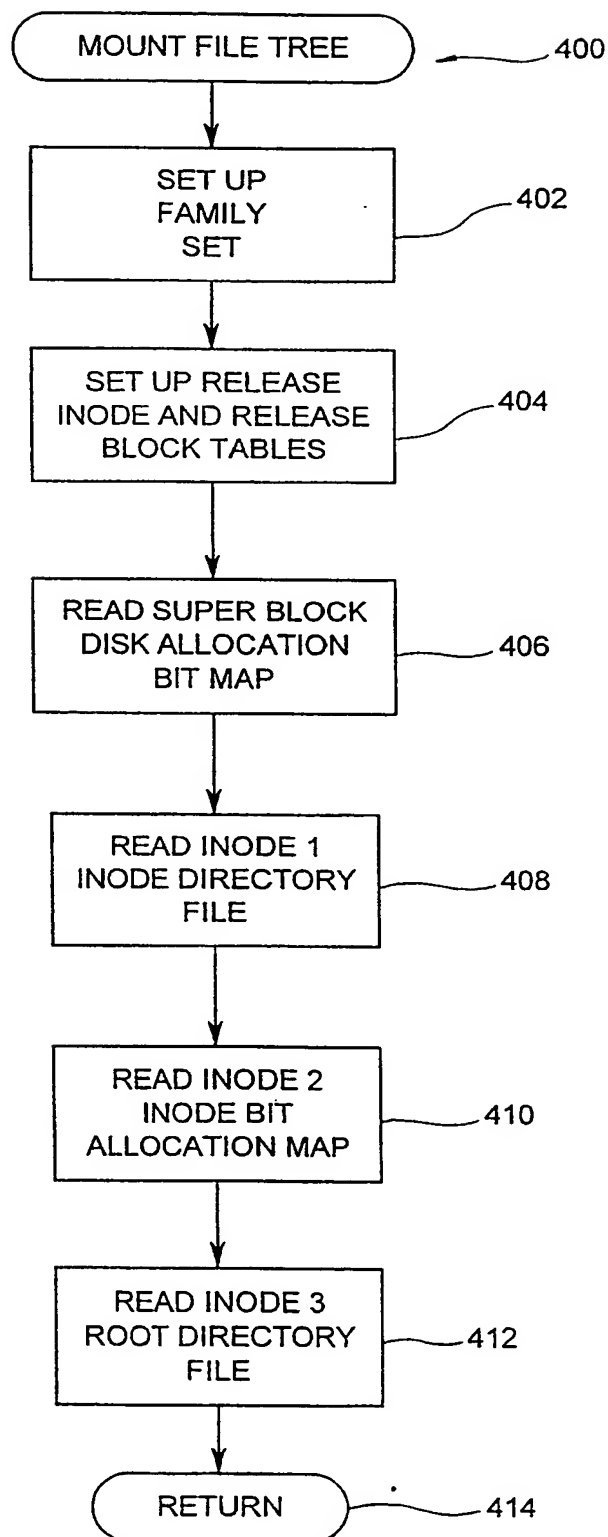 MOUNT FILE TREE
400
SET UP
FAMILY
SET
402
SET UP RELEASE
INODE AND RELEASE
BLOCK TABLES
404
READ SUPER BLOCK
DISK ALLOCATION
BIT MAP
406
READ INODE 1
INODE DIRECTORY
FILE
408
READ INODE 2
INODE BIT
ALLOCATION MAP
410
READ INODE 3
ROOT DIRECTORY
FILE
412
RETURN
414